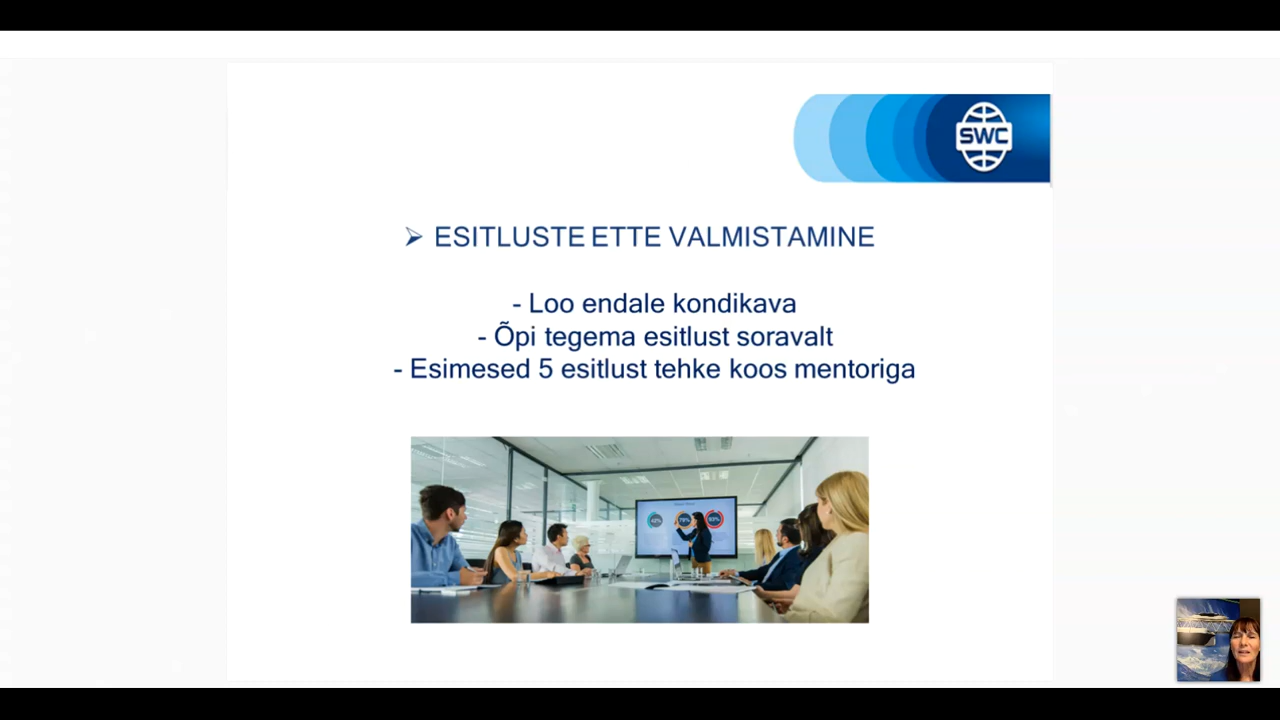 SWC
➢ ESITLUSTE ETTE VALMISTAMINE
- Loo endale kondikava
- Õpi tegema esitlust soravalt
- Esimesed 5 esitlust tehke koos mentoriga